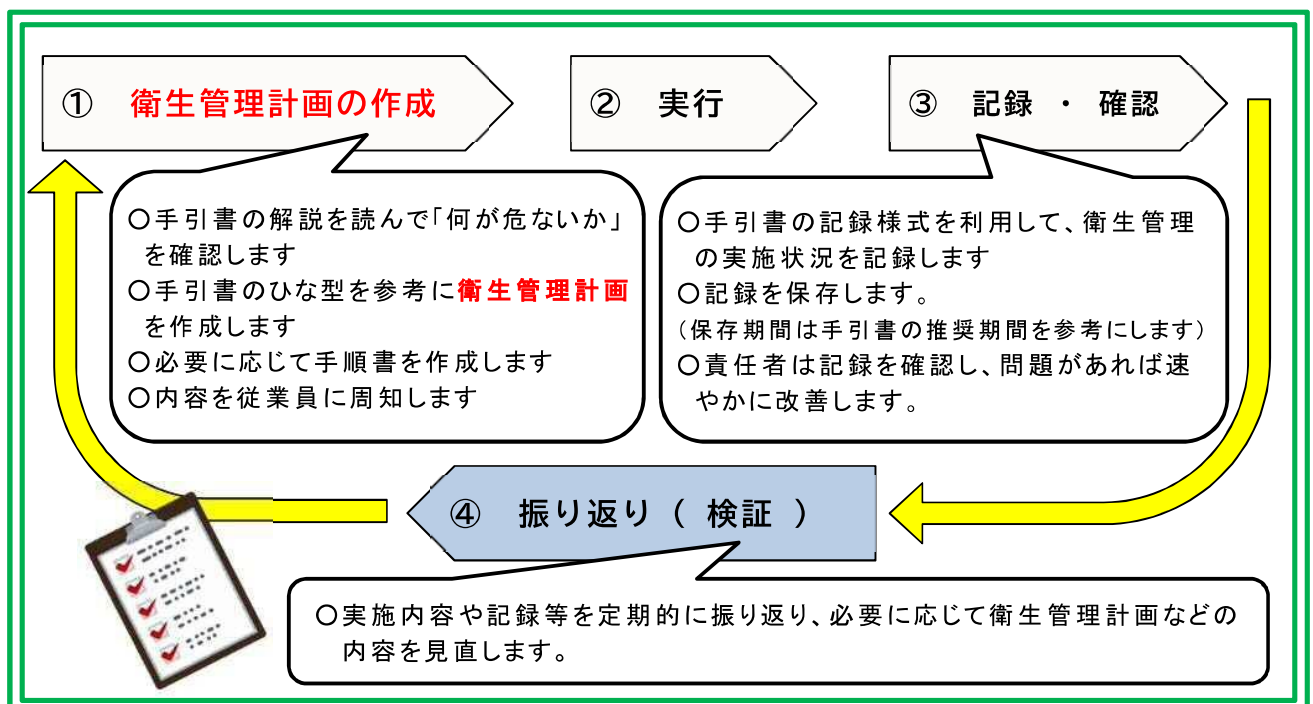 ① 衛生管理計画の作成
② 実行
③ 記録 ・ 確認
〇手引書の解説を読んで「何が危ないか」
を確認します
〇手引書のひな型を参考に衛生管理計画
を作成します
〇必要に応じて手順書を作成します
〇内容を従業員に周知します
〇手引書の記録様式を利用して、衛生管理
の実施状況を記録します
〇記録を保存します。
(保存期間は手引書の推奨期間を参考にします)
〇責任者は記録を確認し、問題があれば速
やかに改善します。
④ 振り返り ( 検証 )
〇実施内容や記録等を定期的に振り返り、必要に応じて衛生管理計画などの
内容を見直します。